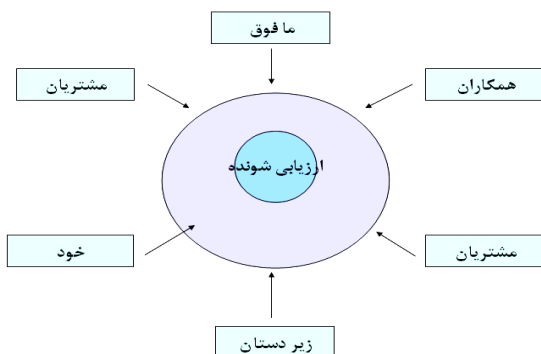 ما فوق
همکاران
مشتریان
ارزیابی شونده
مشتریان
خود
زیر دستان